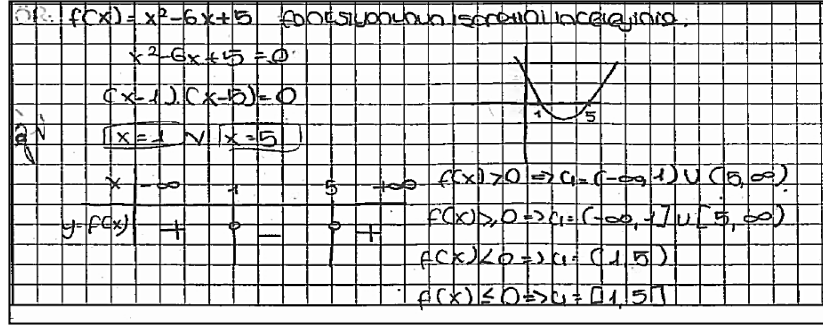 ÖR: f(x) = x²-6x+5 fonksiyonunun işaretini inceleyiniz.
x²-6x+5=0
(x-1).(x-5)=0
x=1 V x=5
1 5
x -∞ 1 5 +∞
y=f(x) + 0 - 0 +
f(x)>0 => Ç=(-∞,1) U (5,∞)
f(x)≥0 => Ç=(-∞,1] U [5,∞)
f(x)<0 => Ç=(1,5)
f(x)≤0 => Ç=[1,5]